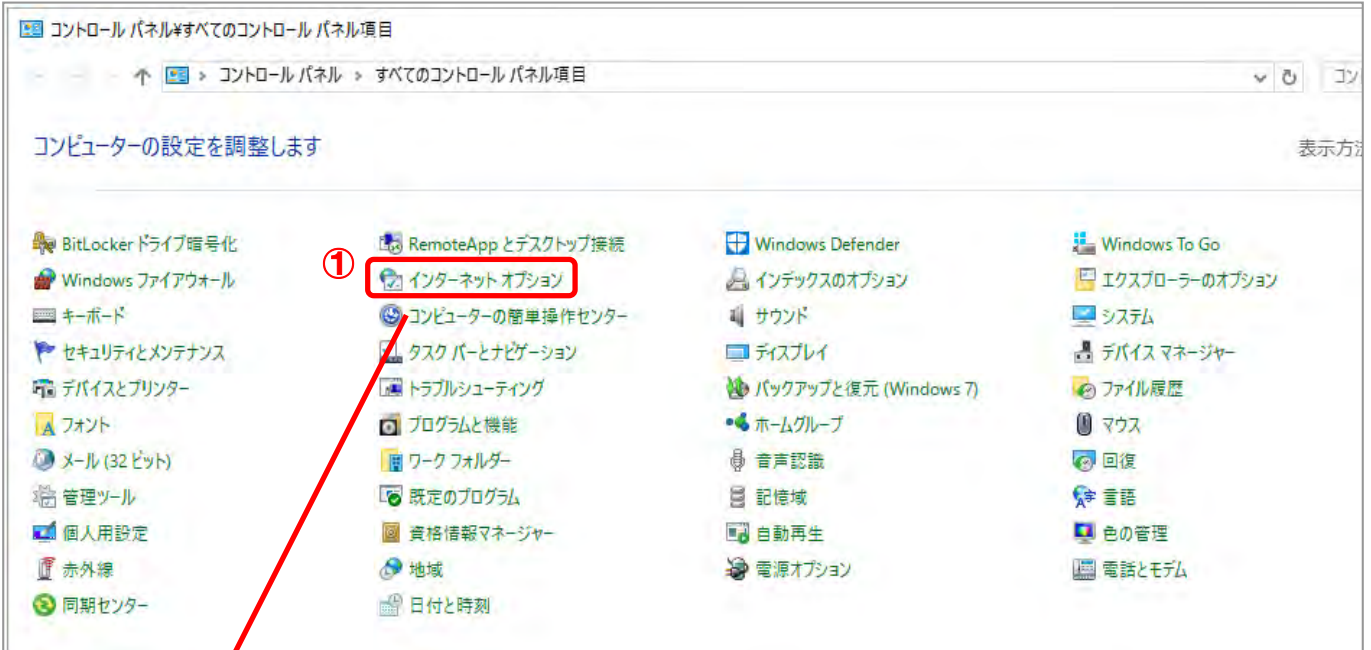 コントロール パネル¥すべてのコントロール パネル項目
コントロール パネル › すべてのコントロール パネル項目 コン
コンピューターの設定を調整します 表示方法
BitLocker ドライブ暗号化 RemoteApp とデスクトップ接続 Windows Defender Windows To Go
① Windows ファイアウォール インターネット オプション インデックスのオプション エクスプローラーのオプション
キーボード コンピューターの簡単操作センター サウンド システム
セキュリティとメンテナンス タスク バーとナビゲーション ディスプレイ デバイス マネージャー
デバイスとプリンター トラブルシューティング バックアップと復元 (Windows 7) ファイル履歴
フォント プログラムと機能 ホームグループ マウス
メール (32 ビット) ワーク フォルダー 音声認識 回復
管理ツール 既定のプログラム 記憶域 言語
個人用設定 資格情報マネージャー 自動再生 色の管理
赤外線 地域 電源オプション 電話とモデム
同期センター 日付と時刻